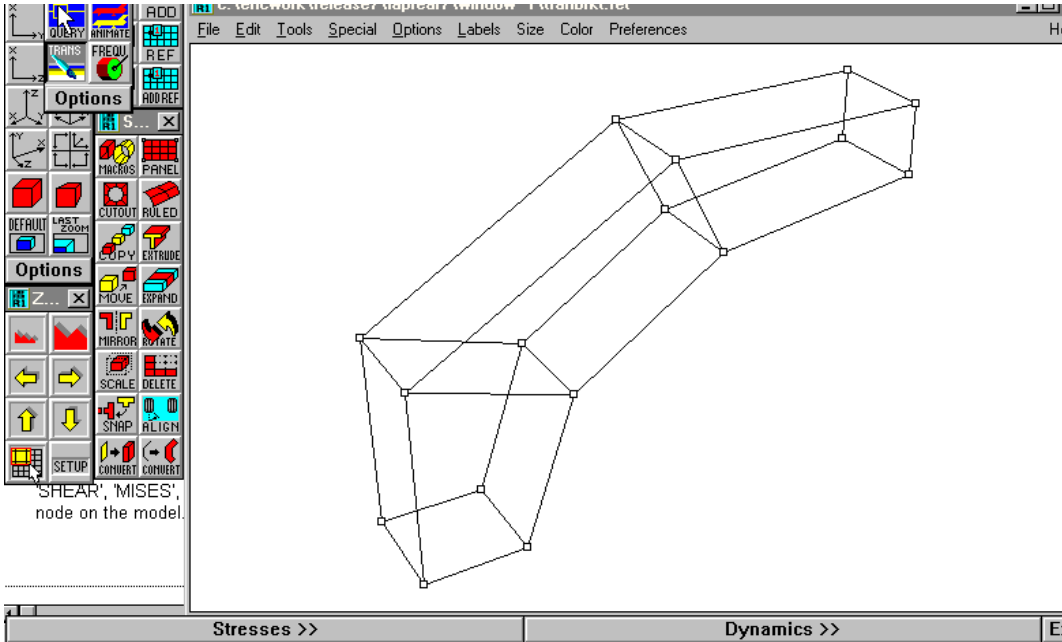 ADD
QUERY ANIMATE
REF
TRANS FREQU
ADD REF
Options
S...
MACROS PANEL
CUTOUT RULED
DEFAULT LAST ZOOM
COPY EXTRUDE
Options
MOVE EXPAND
Z...
MIRROR ROTATE
SCALE DELETE
SNAP ALIGN
SETUP CONVERT CONVERT
File Edit Tools Special Options Labels Size Color Preferences
'SHEAR', 'MISES',
node on the model.
Stresses >> Dynamics >> E